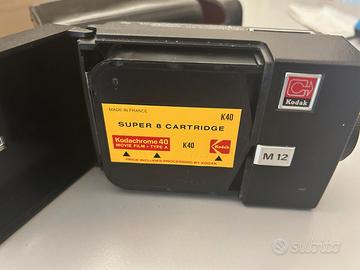 MADE IN FRANCE
K40
SUPER 8 CARTRIDGE
Kodachrome 40
MOVIE FILM • TYPE A
K40
Kodak
PRICE INCLUDES PROCESSING BY KODAK
Kodak
M 12
subito